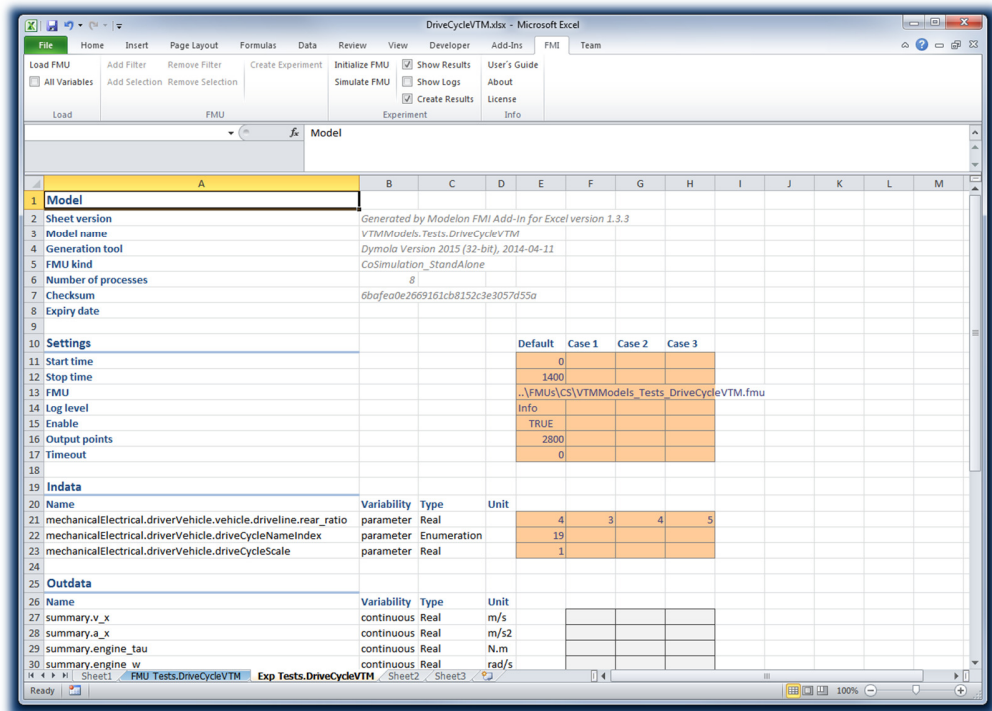 DriveCycleVTM.xlsx - Microsoft Excel
File Home Insert Page Layout Formulas Data Review View Developer Add-Ins FMI Team
Load FMU Add Filter Remove Filter Create Experiment Initialize FMU Show Results User's Guide
All Variables Add Selection Remove Selection Simulate FMU Show Logs About
Create Results License
Load FMU Experiment Info
fx Model
A B C D E F G H I J K L M
1 Model
2 Sheet version Generated by Modelon FMI Add-In for Excel version 1.3.3
3 Model name VTMModels.Tests.DriveCycleVTM
4 Generation tool Dymola Version 2015 (32-bit), 2014-04-11
5 FMU kind CoSimulation_StandAlone
6 Number of processes 8
7 Checksum 6bafea0e2669161cb8152c3e3057d55a
8 Expiry date
9
10 Settings Default Case 1 Case 2 Case 3
11 Start time 0
12 Stop time 1400
13 FMU ..\FMUs\CS\VTMModels_Tests_DriveCycleVTM.fmu
14 Log level Info
15 Enable TRUE
16 Output points 2800
17 Timeout 0
18
19 Indata
20 Name Variability Type Unit
21 mechanicalElectrical.driverVehicle.vehicle.driveline.rear_ratio parameter Real 4 3 4 5
22 mechanicalElectrical.driverVehicle.driveCycleNameIndex parameter Enumeration 19
23 mechanicalElectrical.driverVehicle.driveCycleScale parameter Real 1
24
25 Outdata
26 Name Variability Type Unit
27 summary.v_x continuous Real m/s
28 summary.a_x continuous Real m/s2
29 summary.engine_tau continuous Real N.m
30 summary.engine_w continuous Real rad/s
Sheet1 FMU Tests.DriveCycleVTM Exp Tests.DriveCycleVTM Sheet2 Sheet3
Ready 100%